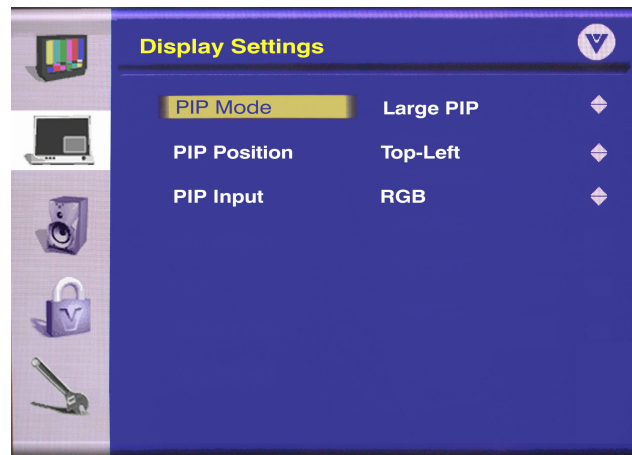 Display Settings
PIP Mode Large PIP
PIP Position Top-Left
PIP Input RGB